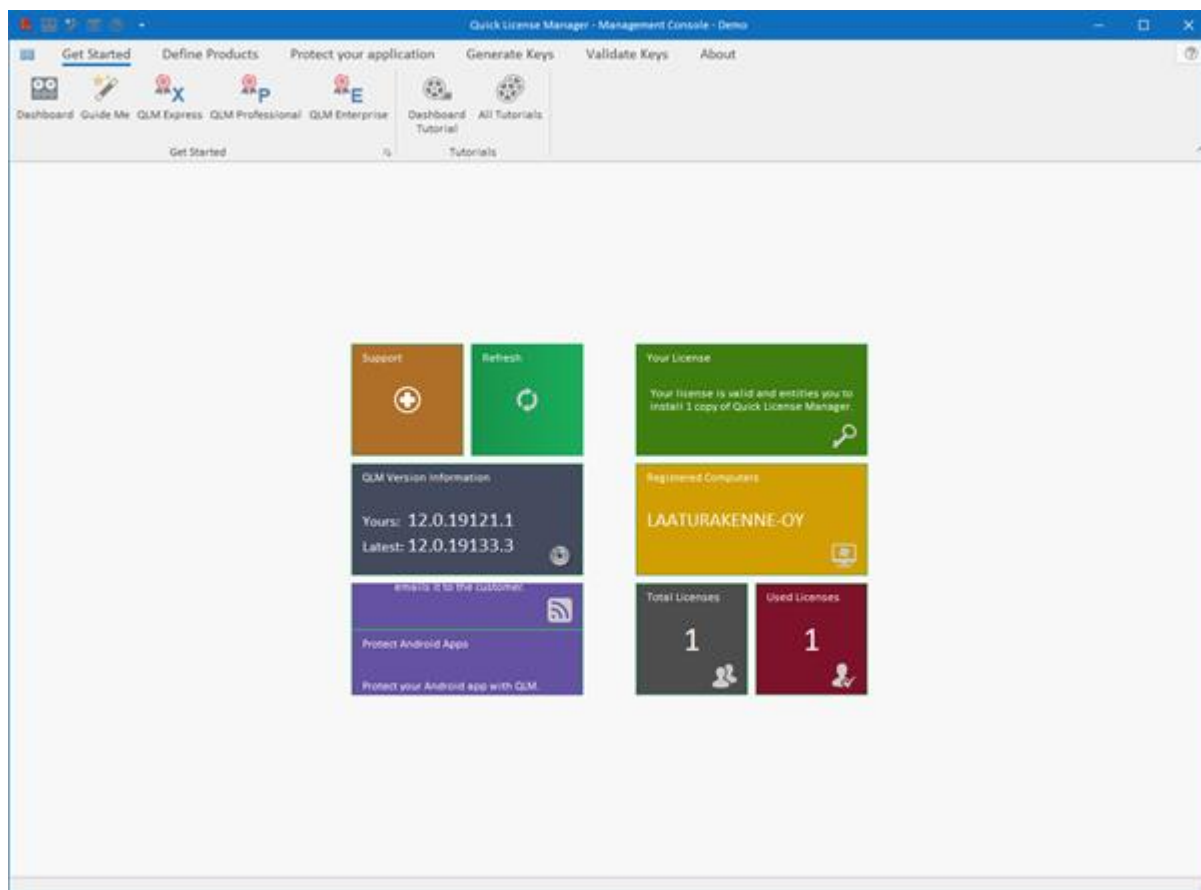 Quick License Manager - Management Console - Demo
Get Started Define Products Protect your application Generate Keys Validate Keys About
Dashboard Guide Me QLM Express QLM Professional QLM Enterprise Dashboard Tutorial All Tutorials
Get Started Tutorials
Support
Refresh
QLM Version Information
Yours: 12.0.19121.1
Latest: 12.0.19133.3
emails it to the customer.
Protect Android Apps
Protect your Android app with QLM.
Your License
Your license is valid and entitles you to
install 1 copy of Quick License Manager.
Registered Computers
LAATURAKENNE-OY
Total Licenses
1
Used Licenses
1